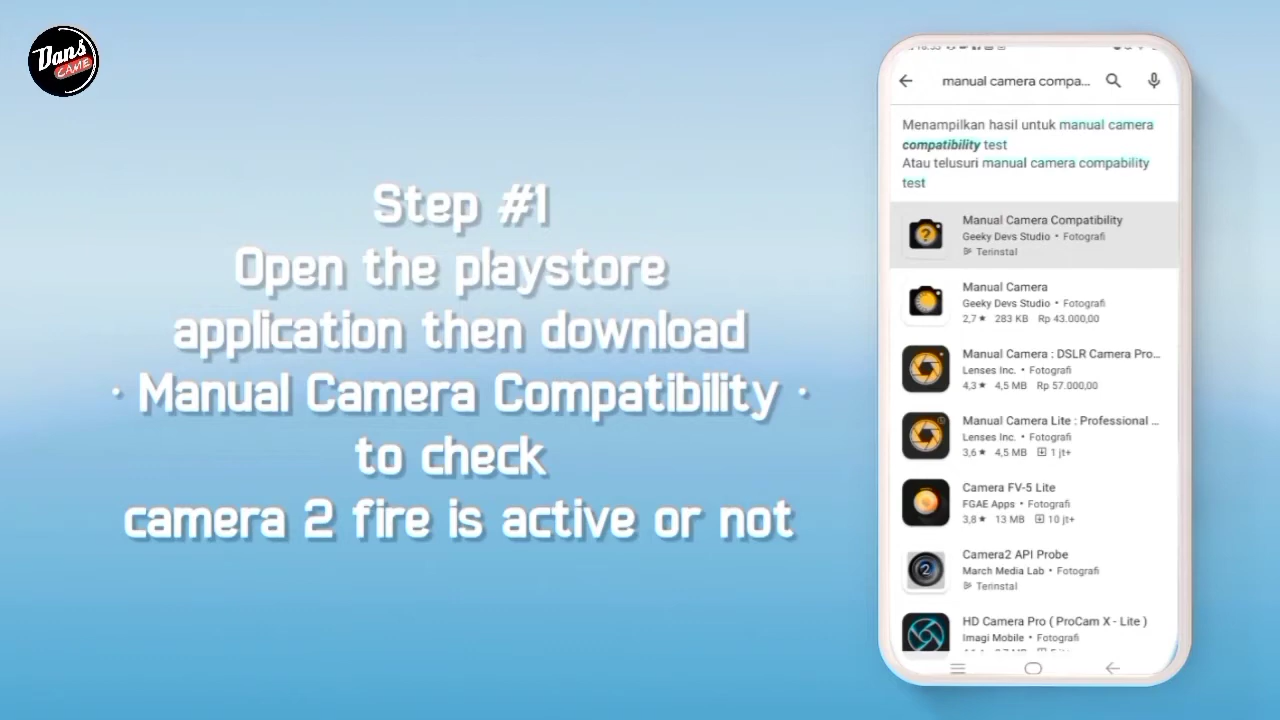 Dans
CAME
Step #1
Open the playstore
application then download
· Manual Camera Compatibility ·
to check
camera 2 fire is active or not
manual camera compa...
Menampilkan hasil untuk manual camera
compatibility test
Atau telusuri manual camera compability
test
Manual Camera Compatibility
Geeky Devs Studio • Fotografi
Terinstal
Manual Camera
Geeky Devs Studio • Fotografi
2,7★ 283 KB Rp 43.000,00
Manual Camera : DSLR Camera Pro...
Lenses Inc. • Fotografi
4,3★ 4,5 MB Rp 57.000,00
Manual Camera Lite : Professional ...
Lenses Inc. • Fotografi
3,6★ 4,5 MB 1 jt+
Camera FV-5 Lite
FGAE Apps • Fotografi
3,8★ 13 MB 10 jt+
2
Camera2 API Probe
March Media Lab • Fotografi
Terinstal
HD Camera Pro ( ProCam X - Lite )
Imagi Mobile • Fotografi